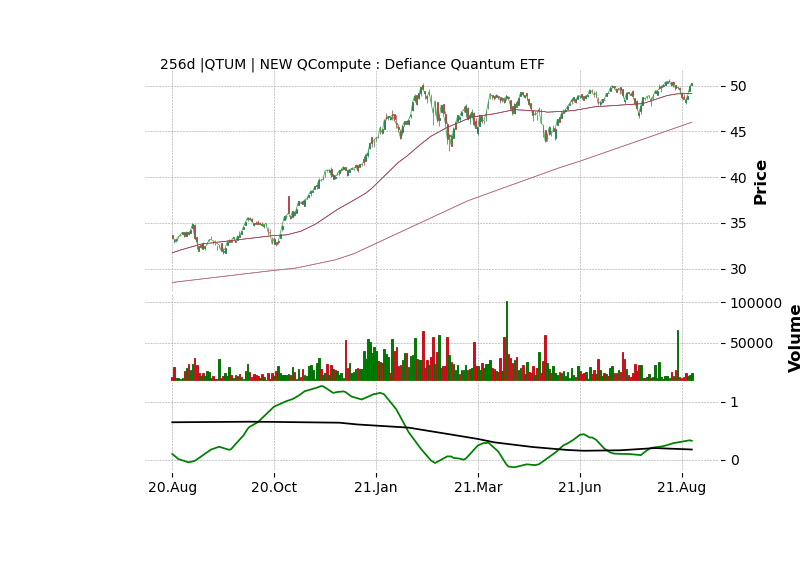 256d |QTUM | NEW QCompute : Defiance Quantum ETF
50
45
40
35
30
Price
100000
50000
Volume
1
0
20.Aug 20.Oct 21.Jan 21.Mar 21.Jun 21.Aug